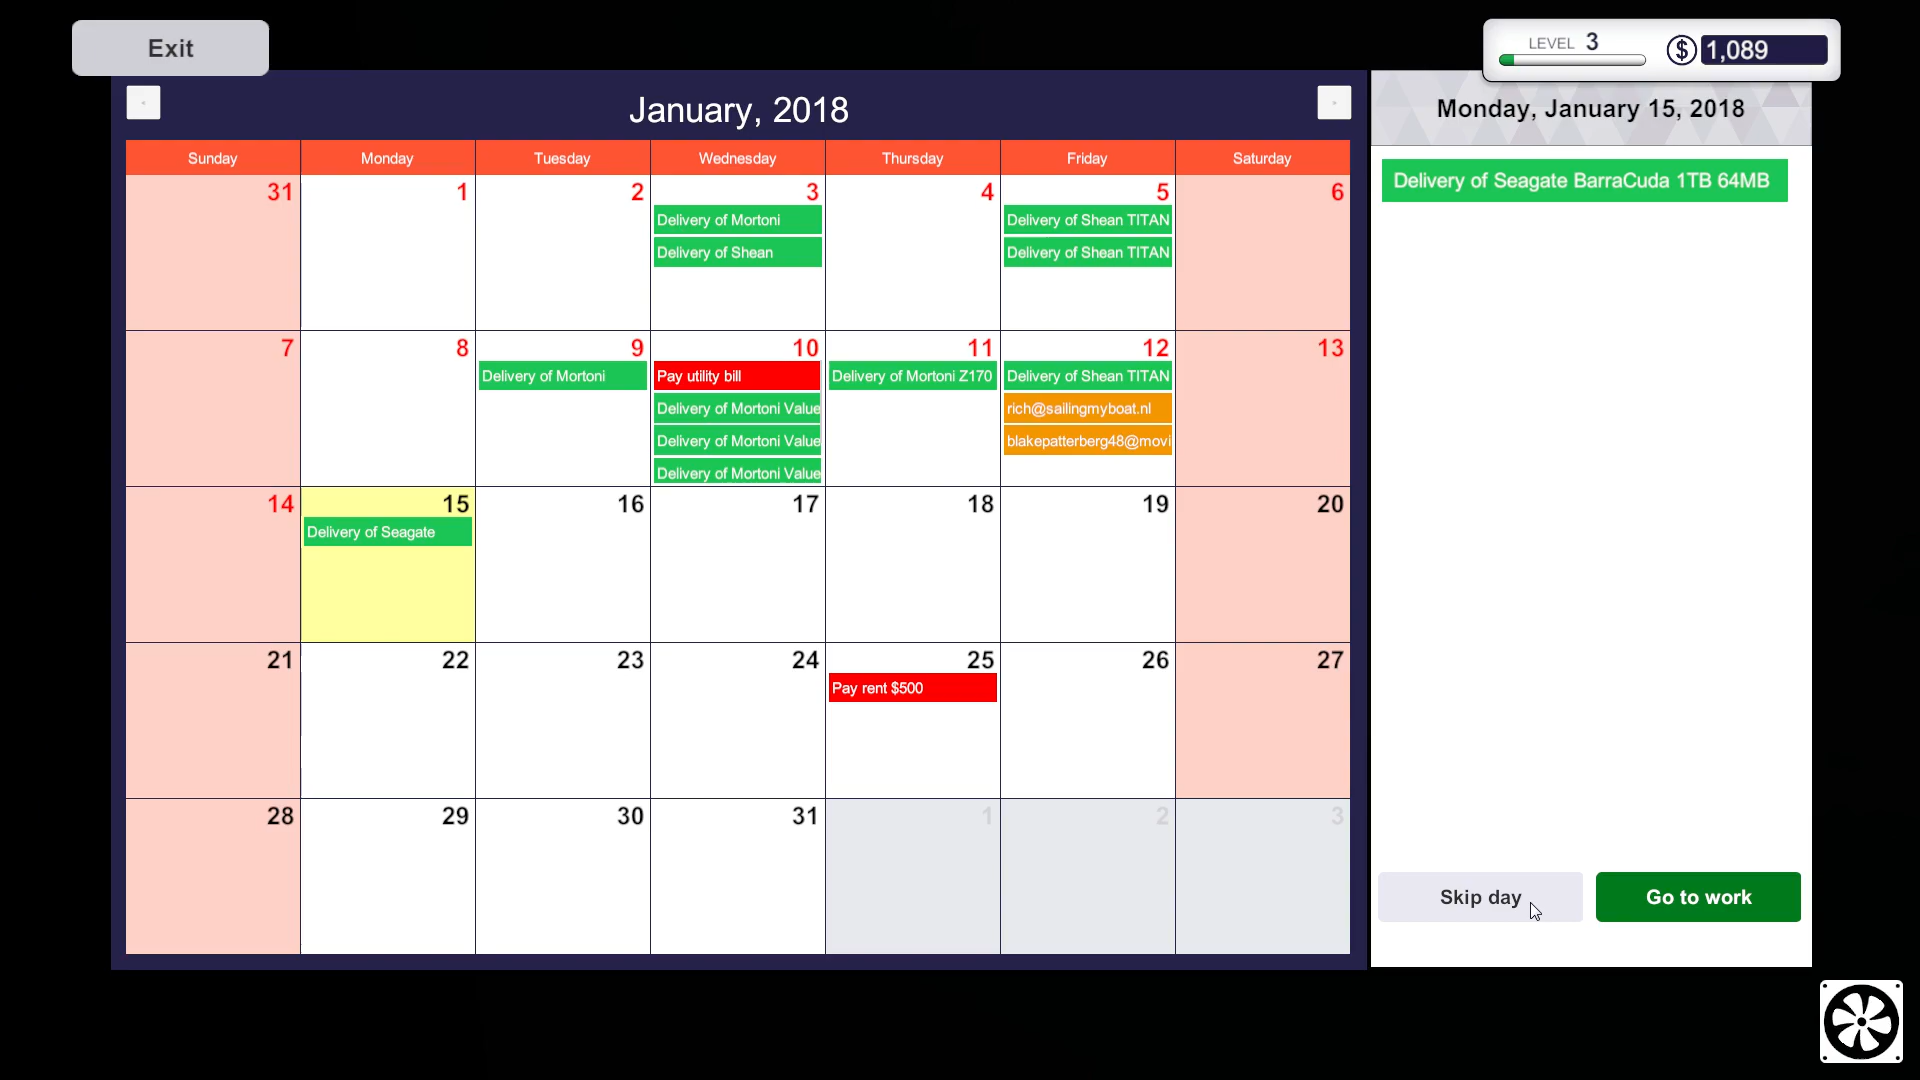 Exit
LEVEL 3
$ 1,089
January, 2018
Monday, January 15, 2018
Sunday Monday Tuesday Wednesday Thursday Friday Saturday
Delivery of Seagate BarraCuda 1TB 64MB
31 1 2 3 4 5 6
Delivery of Mortoni
Delivery of Shean
Delivery of Shean TITAN
Delivery of Shean TITAN
7 8 9 10 11 12 13
Delivery of Mortoni
Pay utility bill
Delivery of Mortoni Value
Delivery of Mortoni Value
Delivery of Mortoni Value
Delivery of Mortoni Z170
Delivery of Shean TITAN
rich@sailingmyboat.nl
blakepatterberg48@movi
14 15 16 17 18 19 20
Delivery of Seagate
21 22 23 24 25 26 27
Pay rent $500
28 29 30 31 1 2 3
Skip day
Go to work